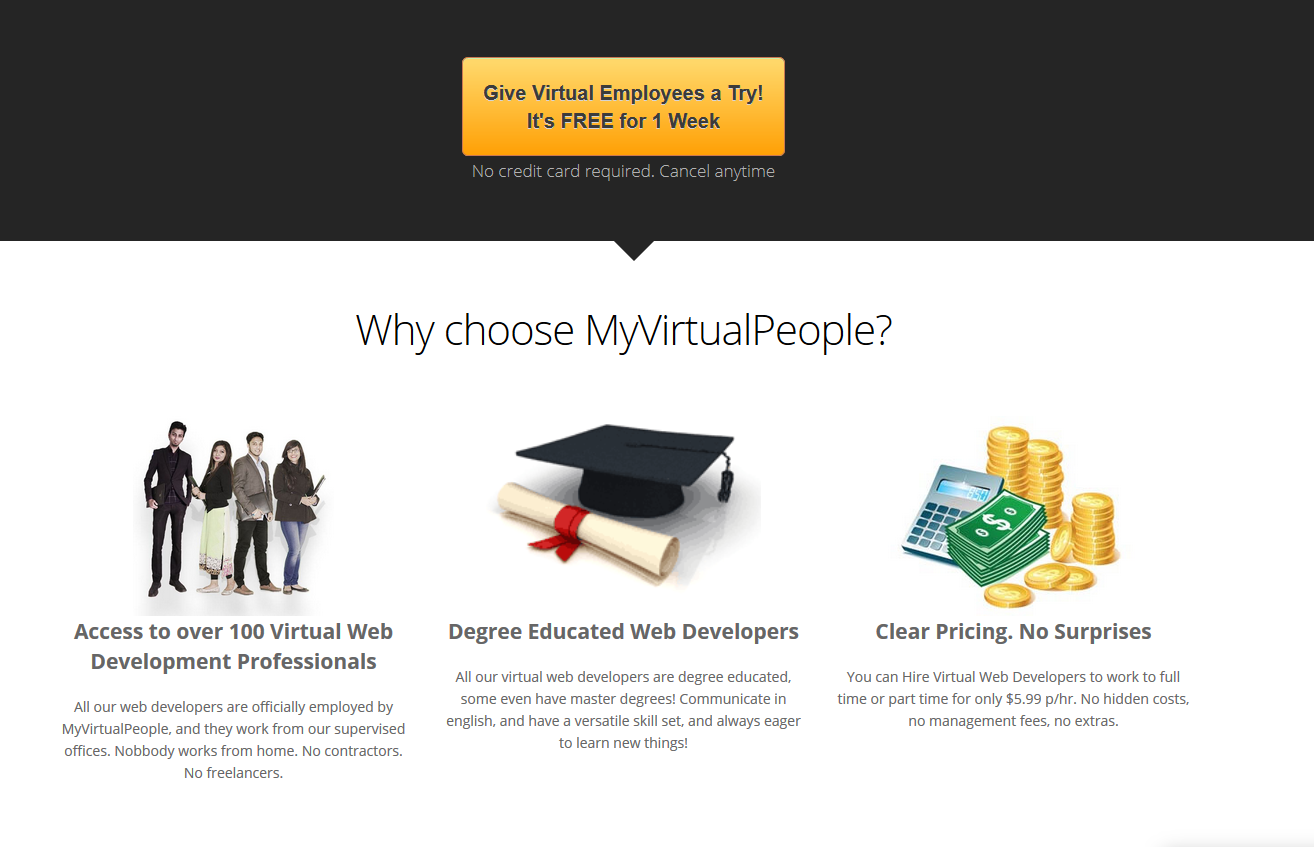 Give Virtual Employees a Try!
It's FREE for 1 Week
No credit card required. Cancel anytime
Why choose MyVirtualPeople?
Access to over 100 Virtual Web
Development Professionals
All our web developers are officially employed by
MyVirtualPeople, and they work from our supervised
offices. Nobbody works from home. No contractors.
No freelancers.
Degree Educated Web Developers
All our virtual web developers are degree educated,
some even have master degrees! Communicate in
english, and have a versatile skill set, and always eager
to learn new things!
Clear Pricing. No Surprises
You can Hire Virtual Web Developers to work to full
time or part time for only $5.99 p/hr. No hidden costs,
no management fees, no extras.